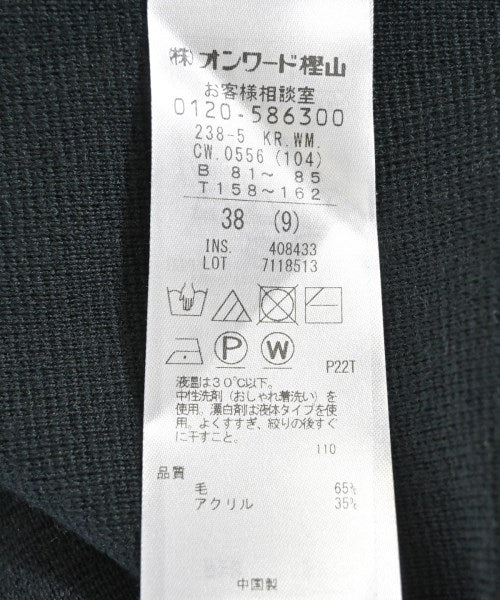 (株)オンワード樫山
お客様相談室
0120-586300
238-5 KR.WM.
CW.0556 (104)
B 81～ 85
T 158～162
38 (9)
INS. 408433
LOT 7118513
P W
P22T
液温は30℃以下。
中性洗剤(おしゃれ着洗い)を
使用。漂白剤は液体タイプを使
用。よくすすぎ、絞りの後すぐ
に干すこと。
110
品質
毛 65%
アクリル 35%
中国製